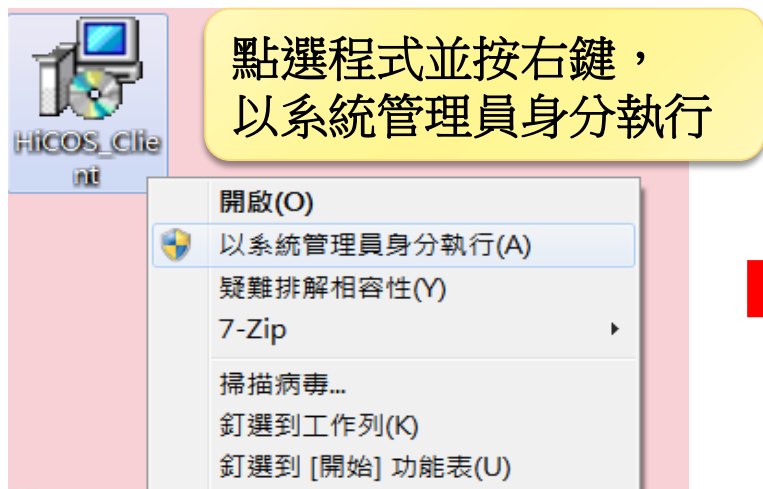 點選程式並按右鍵，
以系統管理員身分執行
HiCOS_Clie
nt
開啟(O)
以系統管理員身分執行(A)
疑難排解相容性(Y)
7-Zip
掃描病毒...
釘選到工作列(K)
釘選到 [開始] 功能表(U)